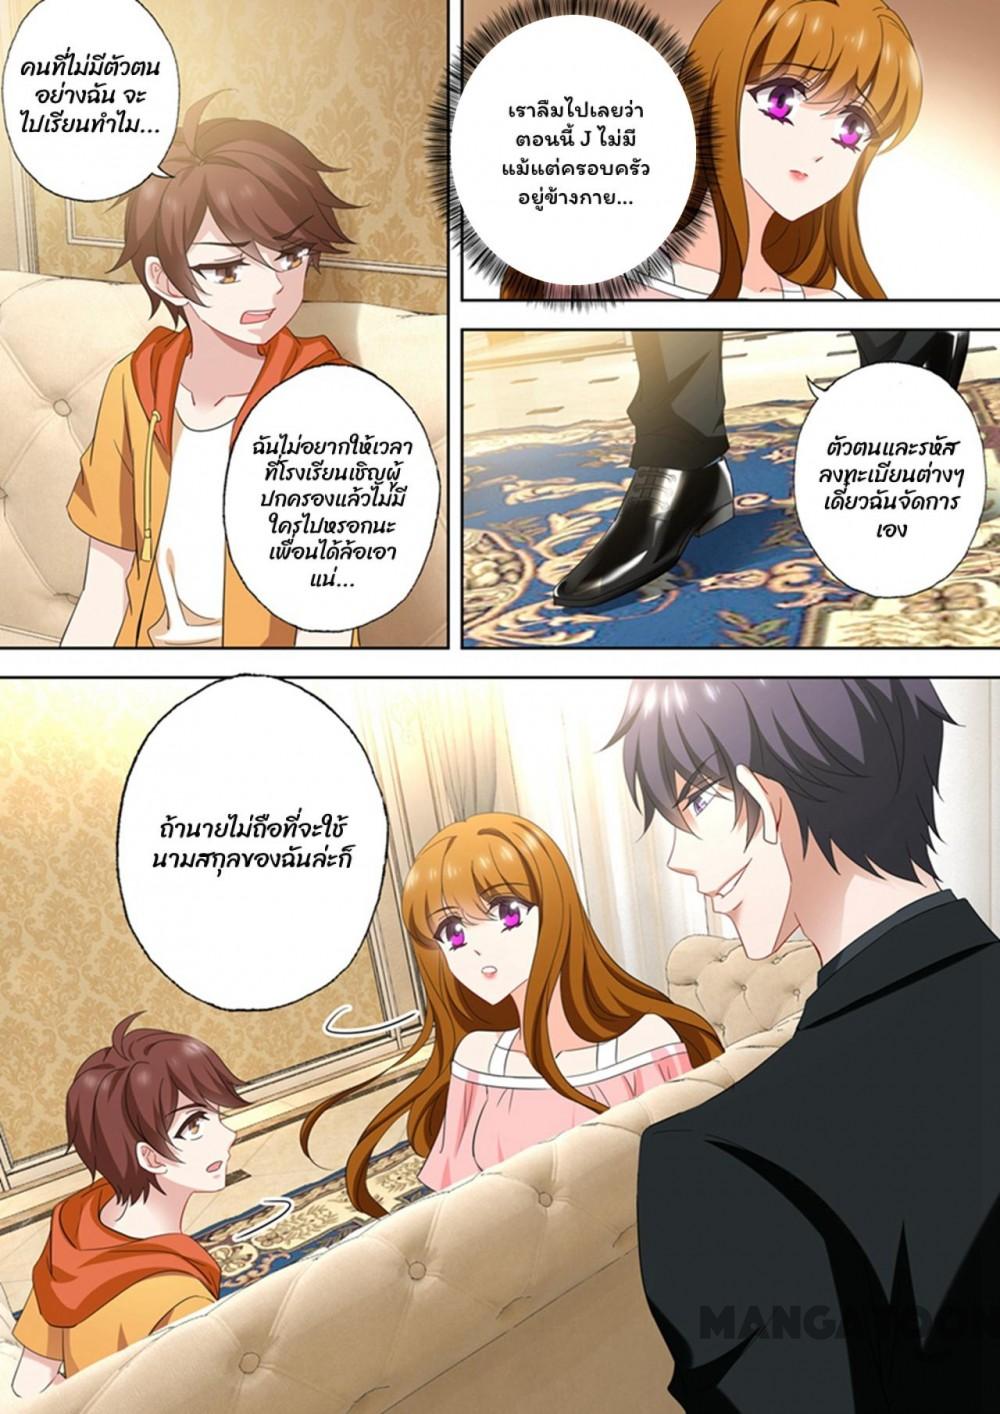 คนที่ไม่มีตัวตน
อย่างฉัน จะ
ไปเรียนทำไม...
เราลืมไปเลยว่า
ตอนนี้ J ไม่มี
แม้แต่ครอบครัว
อยู่ข้างกาย...
ฉันไม่อยากให้เวลา
ที่โรงเรียนเชิญผู้
ปกครองแล้วไม่มี
ใครไปหรอกนะ
เพื่อนได้ล้อเอา
แน่...
ตัวตนและรหัส
ลงทะเบียนต่างๆ
เดี๋ยวฉันจัดการ
เอง
ถ้านายไม่ถือที่จะใช้
นามสกุลของฉันล่ะก็
MANGATOON